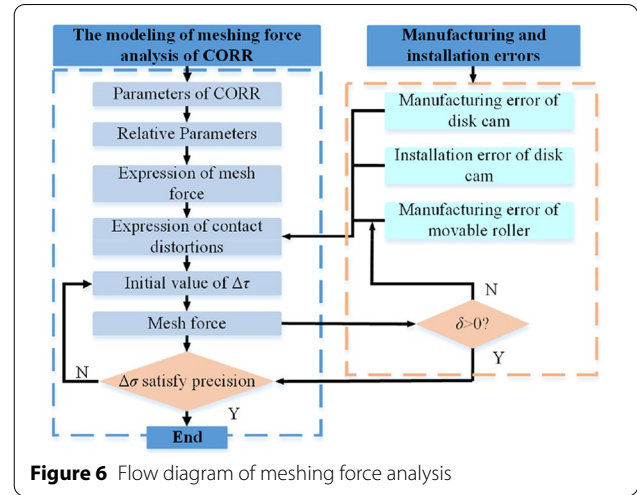 The modeling of meshing force
analysis of CORR
Parameters of CORR
Relative Parameters
Expression of mesh
force
Expression of contact
distortions
Initial value of Δτ
Mesh force
N
Δσ satisfy precision
Y
End
Manufacturing and
installation errors
Manufacturing error of
disk cam
Installation error of disk
cam
Manufacturing error of
movable roller
N
δ>0?
Y
Figure 6 Flow diagram of meshing force analysis